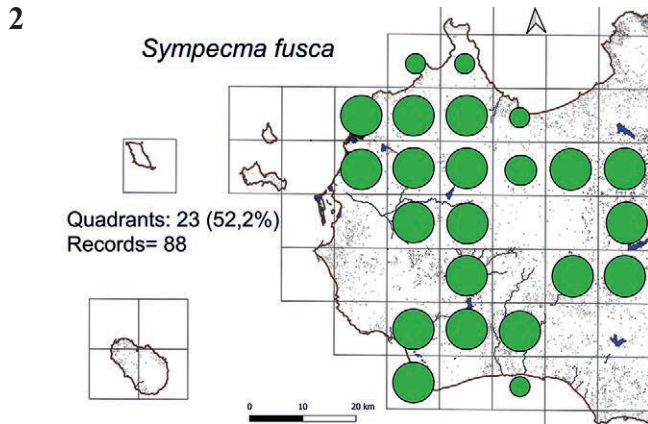 2
Sympecma fusca
Quadrants: 23 (52,2%)
Records= 88
0 10 20 km